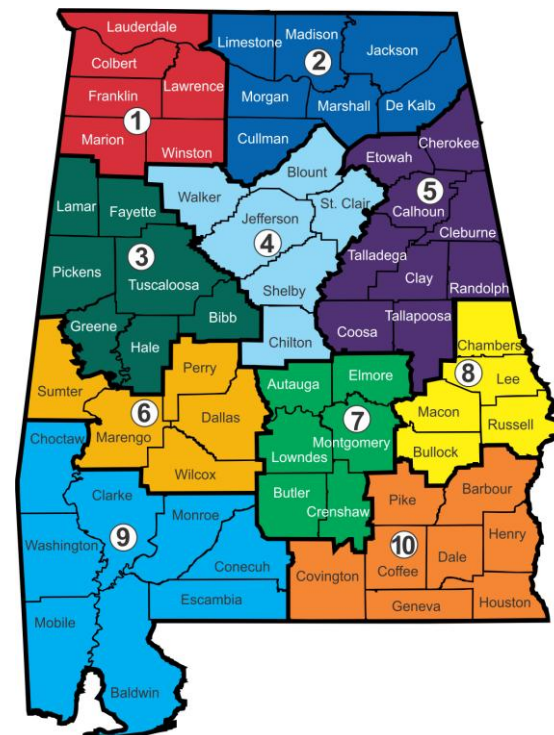 Lauderdale
Limestone
Madison
Jackson
Colbert
2
Lawrence
Franklin
Morgan
Marshall
De Kalb
1
Marion
Winston
Cullman
Cherokee
Etowah
Blount
Walker
St. Clair
5
Calhoun
Lamar
Fayette
Jefferson
4
Cleburne
3
Talladega
Pickens
Tuscaloosa
Clay
Randolph
Shelby
Bibb
Greene
Hale
Coosa
Tallapoosa
Chilton
Chambers
Perry
Autauga
Elmore
8
Lee
Sumter
6
Dallas
7
Macon
Marengo
Montgomery
Russell
Choctaw
Lowndes
Bullock
Wilcox
Clarke
Butler
Pike
Barbour
Crenshaw
Monroe
9
10
Henry
Washington
Dale
Conecuh
Covington
Coffee
Escambia
Geneva
Houston
Mobile
Baldwin